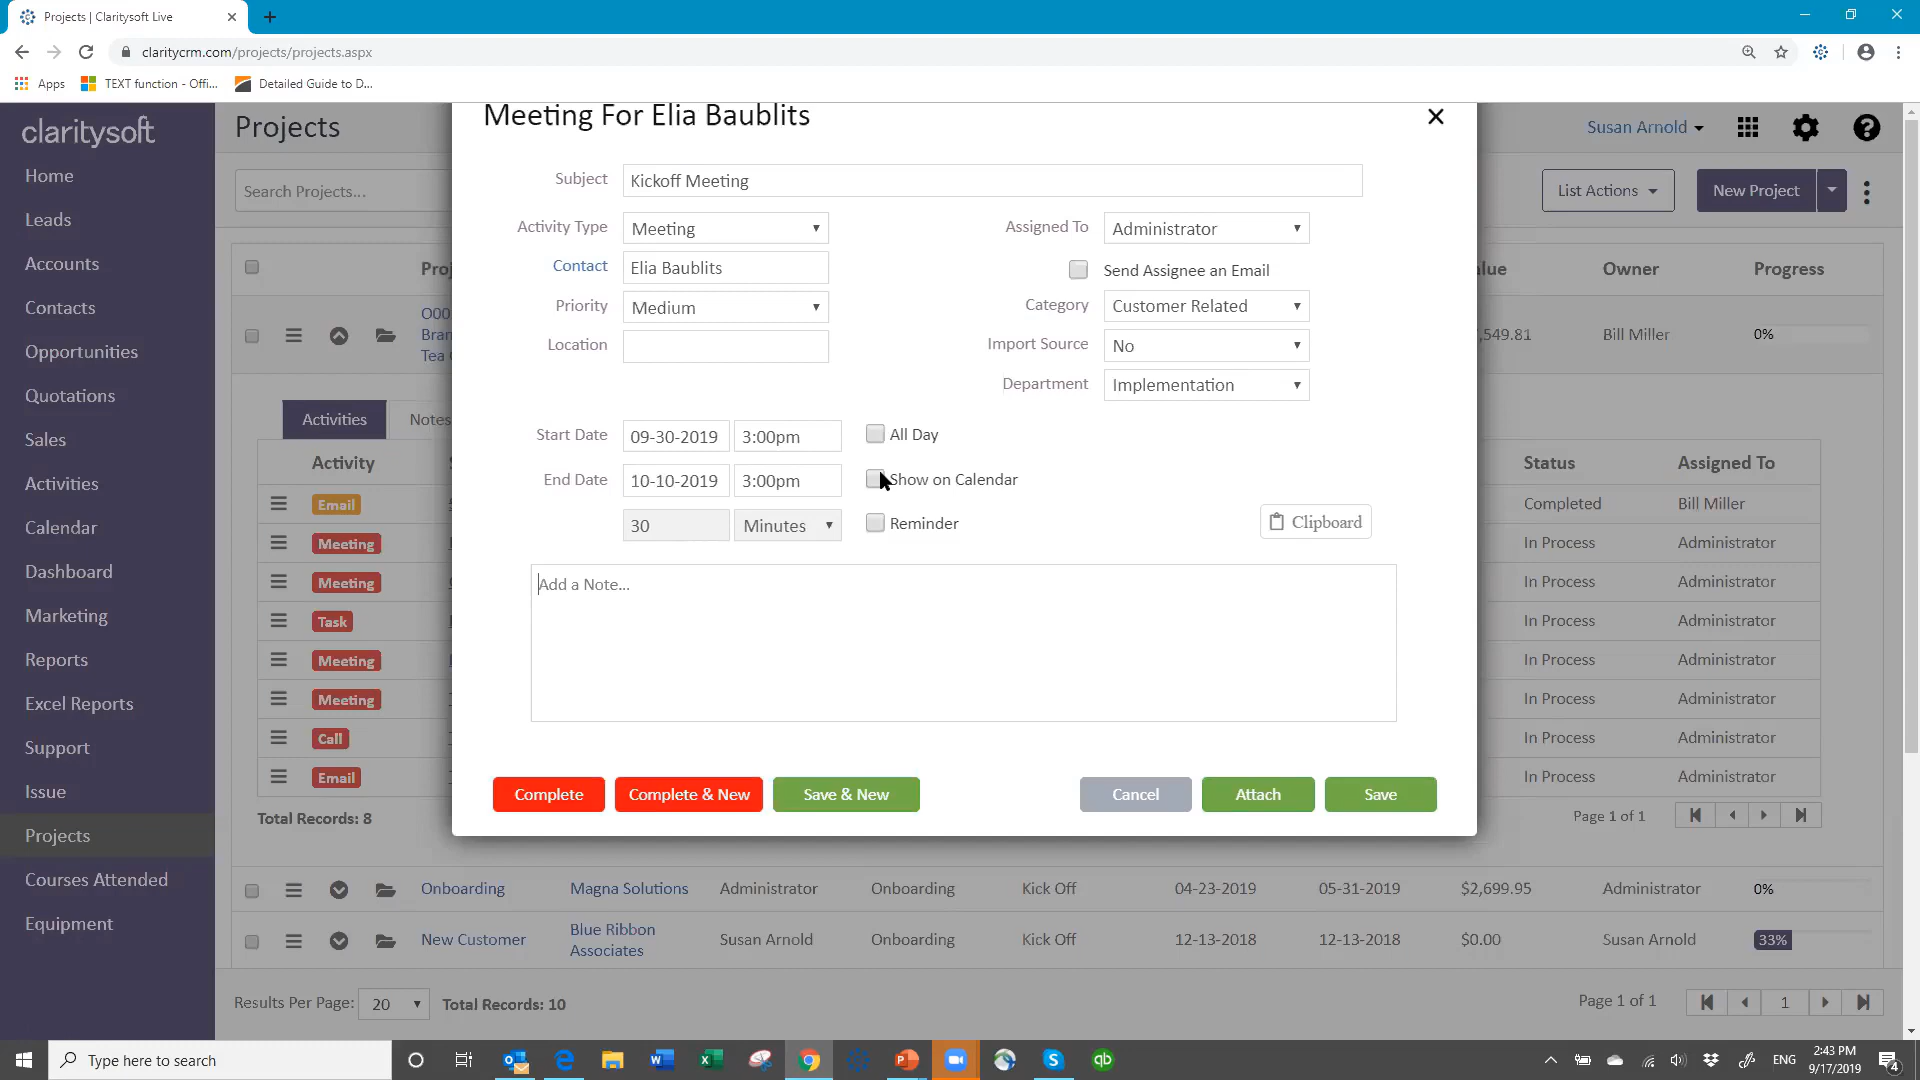 Projects | Claritysoft Live
claritycrm.com/projects/projects.aspx
Apps
TEXT function - Offi...
Detailed Guide to D...
claritysoft
Home
Leads
Accounts
Contacts
Opportunities
Quotations
Sales
Activities
Calendar
Dashboard
Marketing
Reports
Excel Reports
Support
Issue
Projects
Courses Attended
Equipment
Projects
Susan Arnold
Search Projects...
List Actions
New Project
Meeting For Elia Baublits
Subject Kickoff Meeting
Activity Type Meeting
Assigned To Administrator
Contact Elia Baublits
Send Assignee an Email
Priority Medium
Category Customer Related
Location
Import Source No
Department Implementation
Start Date 09-30-2019 3:00pm All Day
End Date 10-10-2019 3:00pm Show on Calendar
30 Minutes Reminder
Clipboard
Add a Note...
Complete
Complete & New
Save & New
Cancel
Attach
Save
Owner Progress
,549.81 Bill Miller 0%
Tea
Activities Notes
Activity Status Assigned To
Email Completed Bill Miller
Meeting In Process Administrator
Meeting In Process Administrator
Task In Process Administrator
Meeting In Process Administrator
Meeting In Process Administrator
Call In Process Administrator
Email In Process Administrator
Total Records: 8 Page 1 of 1
Onboarding Magna Solutions Administrator Onboarding Kick Off 04-23-2019 05-31-2019 $2,699.95 Administrator 0%
New Customer Blue Ribbon Associates Susan Arnold Onboarding Kick Off 12-13-2018 12-13-2018 $0.00 Susan Arnold 33%
Results Per Page: 20 Total Records: 10 Page 1 of 1 1
Type here to search
ENG
2:43 PM
9/17/2019
4